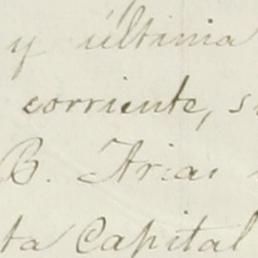 y última
corriente, s
B. Arias
ta Capital